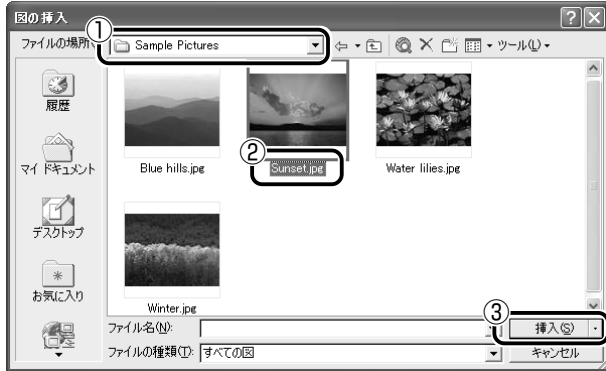 図の挿入
①
ファイルの場所
Sample Pictures
ツール(L)
履歴
マイ ドキュメント
デスクトップ
お気に入り
Blue hills.jpg
②
Sunset.jpg
Water lilies.jpg
Winter.jpg
③
ファイル名(N):
挿入(S)
ファイルの種類(T):
すべての図
キャンセル